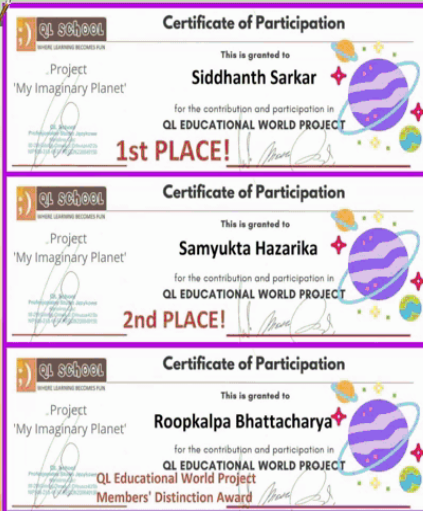 QL SCHOOL
WHERE LEARNING BECOMES FUN
Certificate of Participation
This is granted to
Project
'My Imaginary Planet'
Siddhanth Sarkar
for the contribution and participation in
QL EDUCATIONAL WORLD PROJECT
1st PLACE!
QL SCHOOL
WHERE LEARNING BECOMES FUN
Certificate of Participation
This is granted to
Project
'My Imaginary Planet'
Samyukta Hazarika
for the contribution and participation in
QL EDUCATIONAL WORLD PROJECT
2nd PLACE!
QL SCHOOL
WHERE LEARNING BECOMES FUN
Certificate of Participation
This is granted to
Project
'My Imaginary Planet'
Roopkalpa Bhattacharya
for the contribution and participation in
QL EDUCATIONAL WORLD PROJECT
QL Educational World Project
Members' Distinction Award